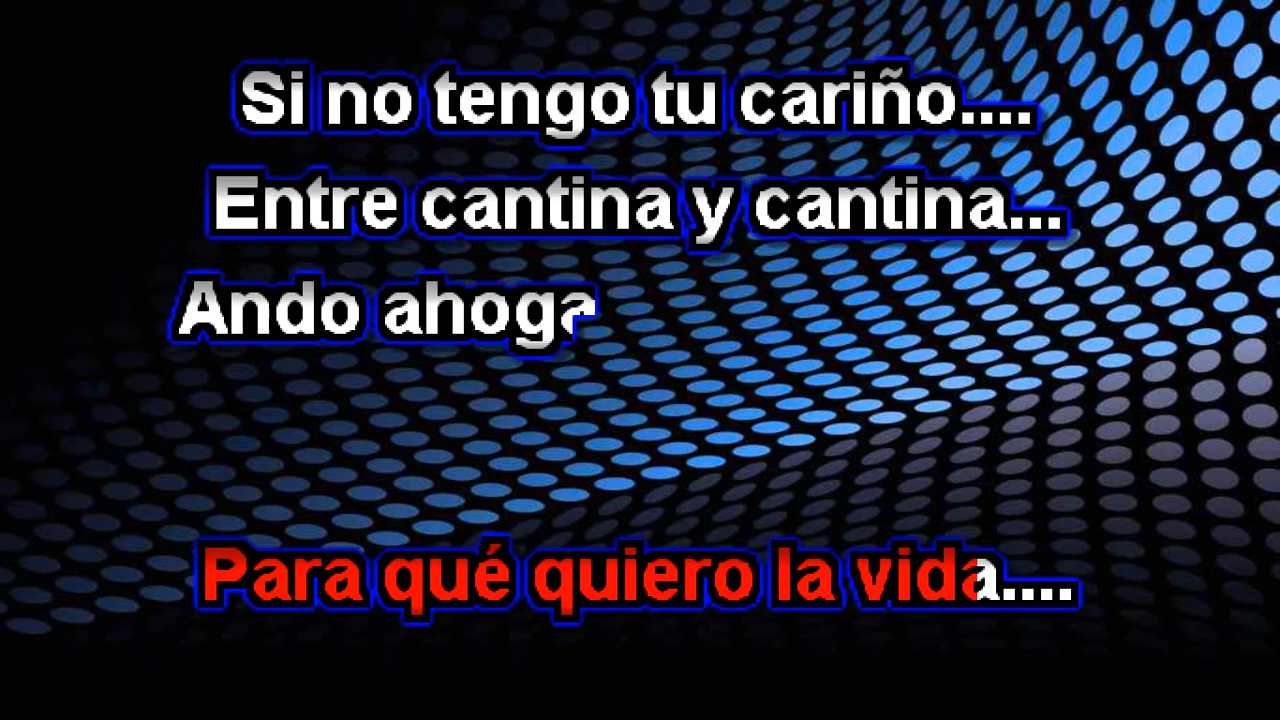 Si no tengo tu cariño....
Entre cantina y cantina...
Ando ahoga
Para qué quiero la vida....